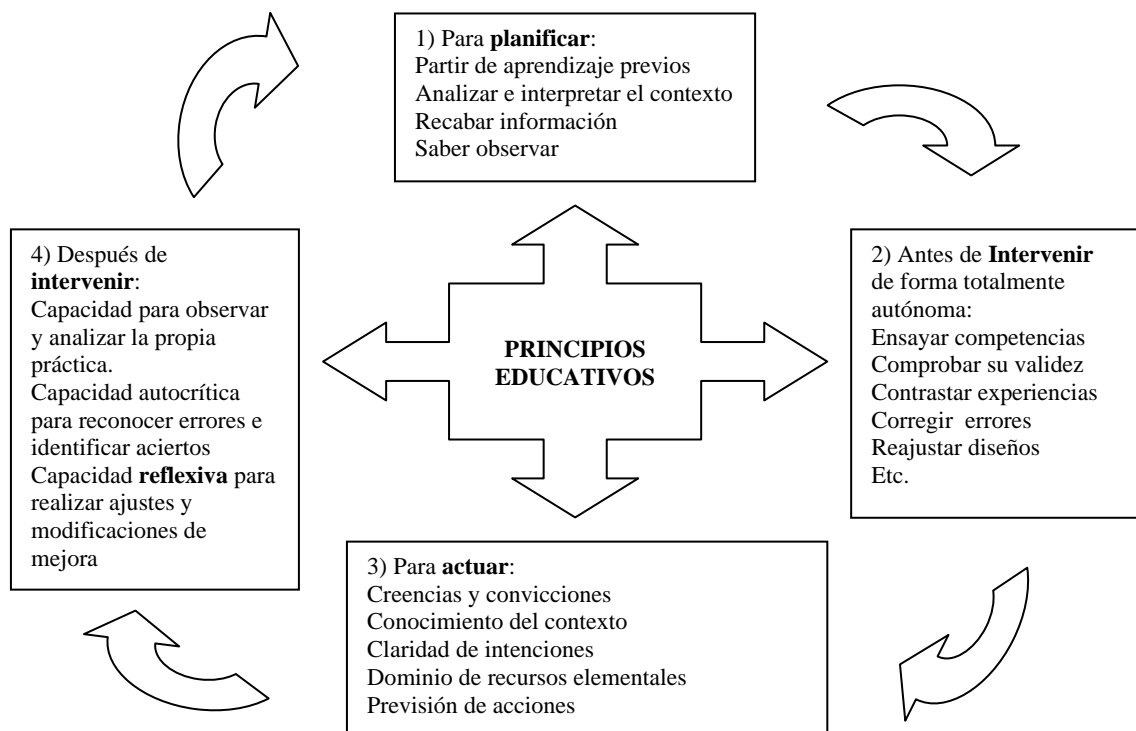 1) Para planificar:
Partir de aprendizaje previos
Analizar e interpretar el contexto
Recabar información
Saber observar
2) Antes de Intervenir
de forma totalmente
autónoma:
Ensayar competencias
Comprobar su validez
Contrastar experiencias
Corregir errores
Reajustar diseños
Etc.
3) Para actuar:
Creencias y convicciones
Conocimiento del contexto
Claridad de intenciones
Dominio de recursos elementales
Previsión de acciones
4) Después de
intervenir:
Capacidad para observar
y analizar la propia
práctica.
Capacidad autocrítica
para reconocer errores e
identificar aciertos
Capacidad reflexiva para
realizar ajustes y
modificaciones de
mejora
PRINCIPIOS
EDUCATIVOS